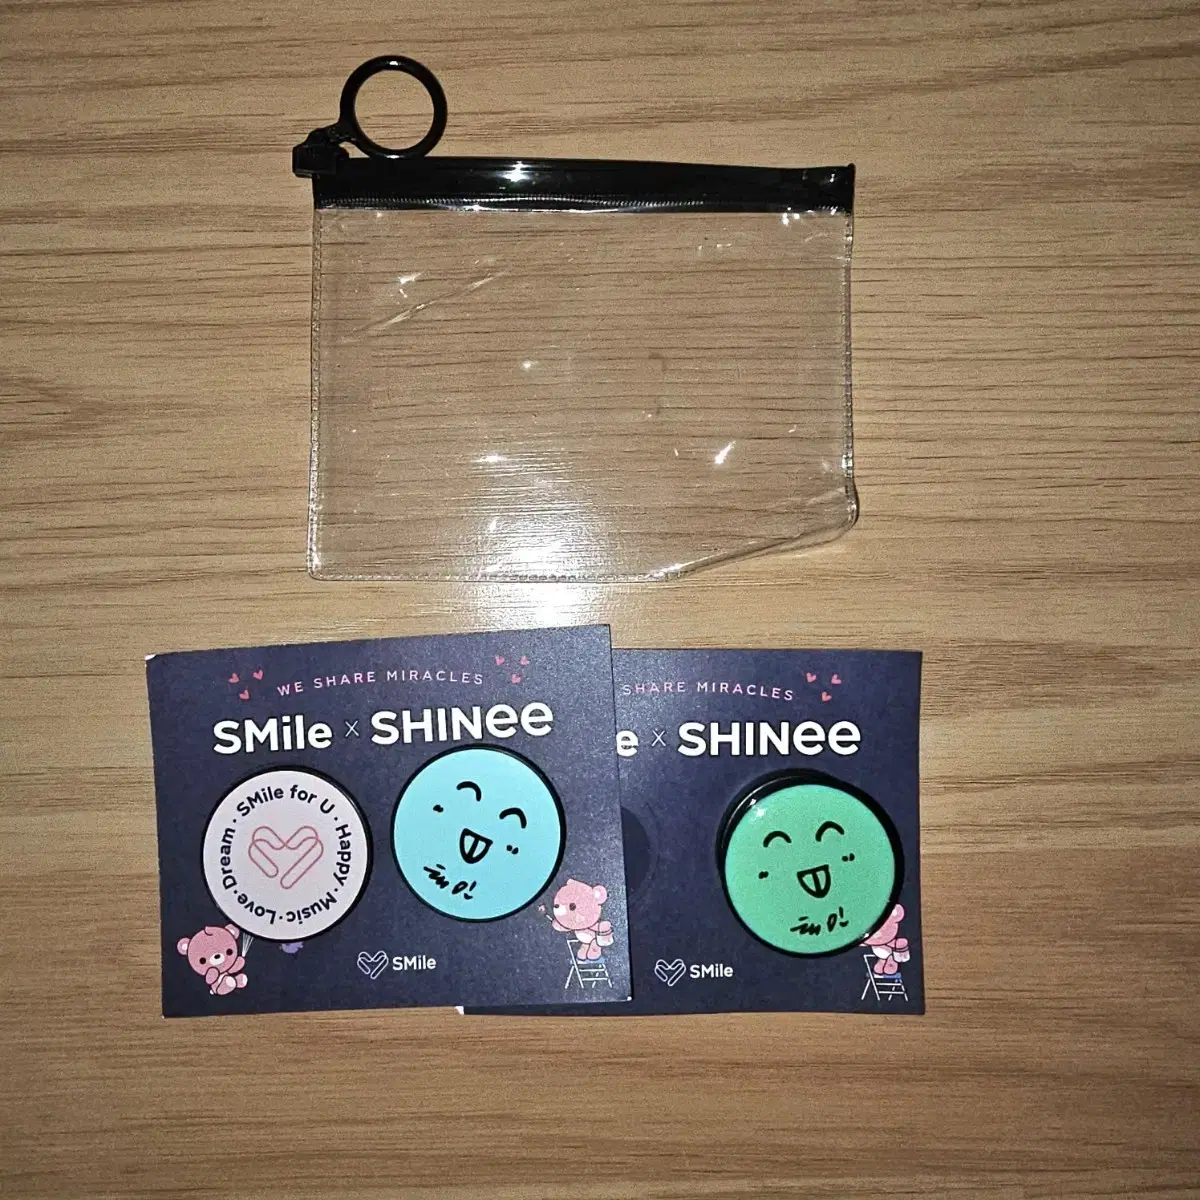 WE SHARE MIRACLES
SMile x SHINee
SMile for U · Happy · Music · Love · Dream ·
SMile
SHARE MIRACLES
e x SHINee
SMile